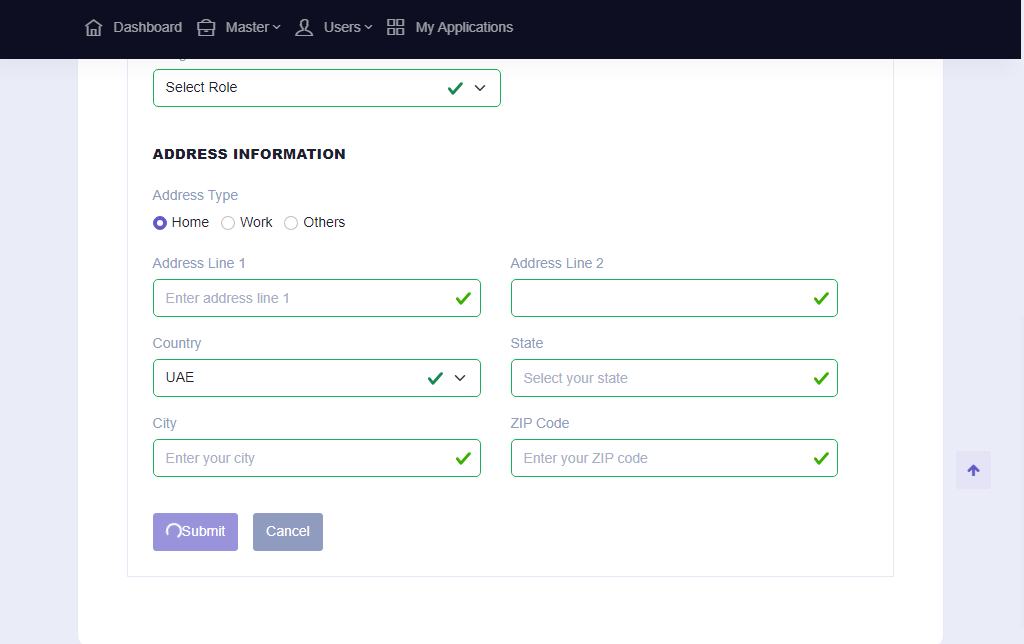 Dashboard Master Users My Applications
Select Role
ADDRESS INFORMATION
Address Type
Home Work Others
Address Line 1 Address Line 2
Enter address line 1
Country State
UAE Select your state
City ZIP Code
Enter your city Enter your ZIP code
Submit Cancel